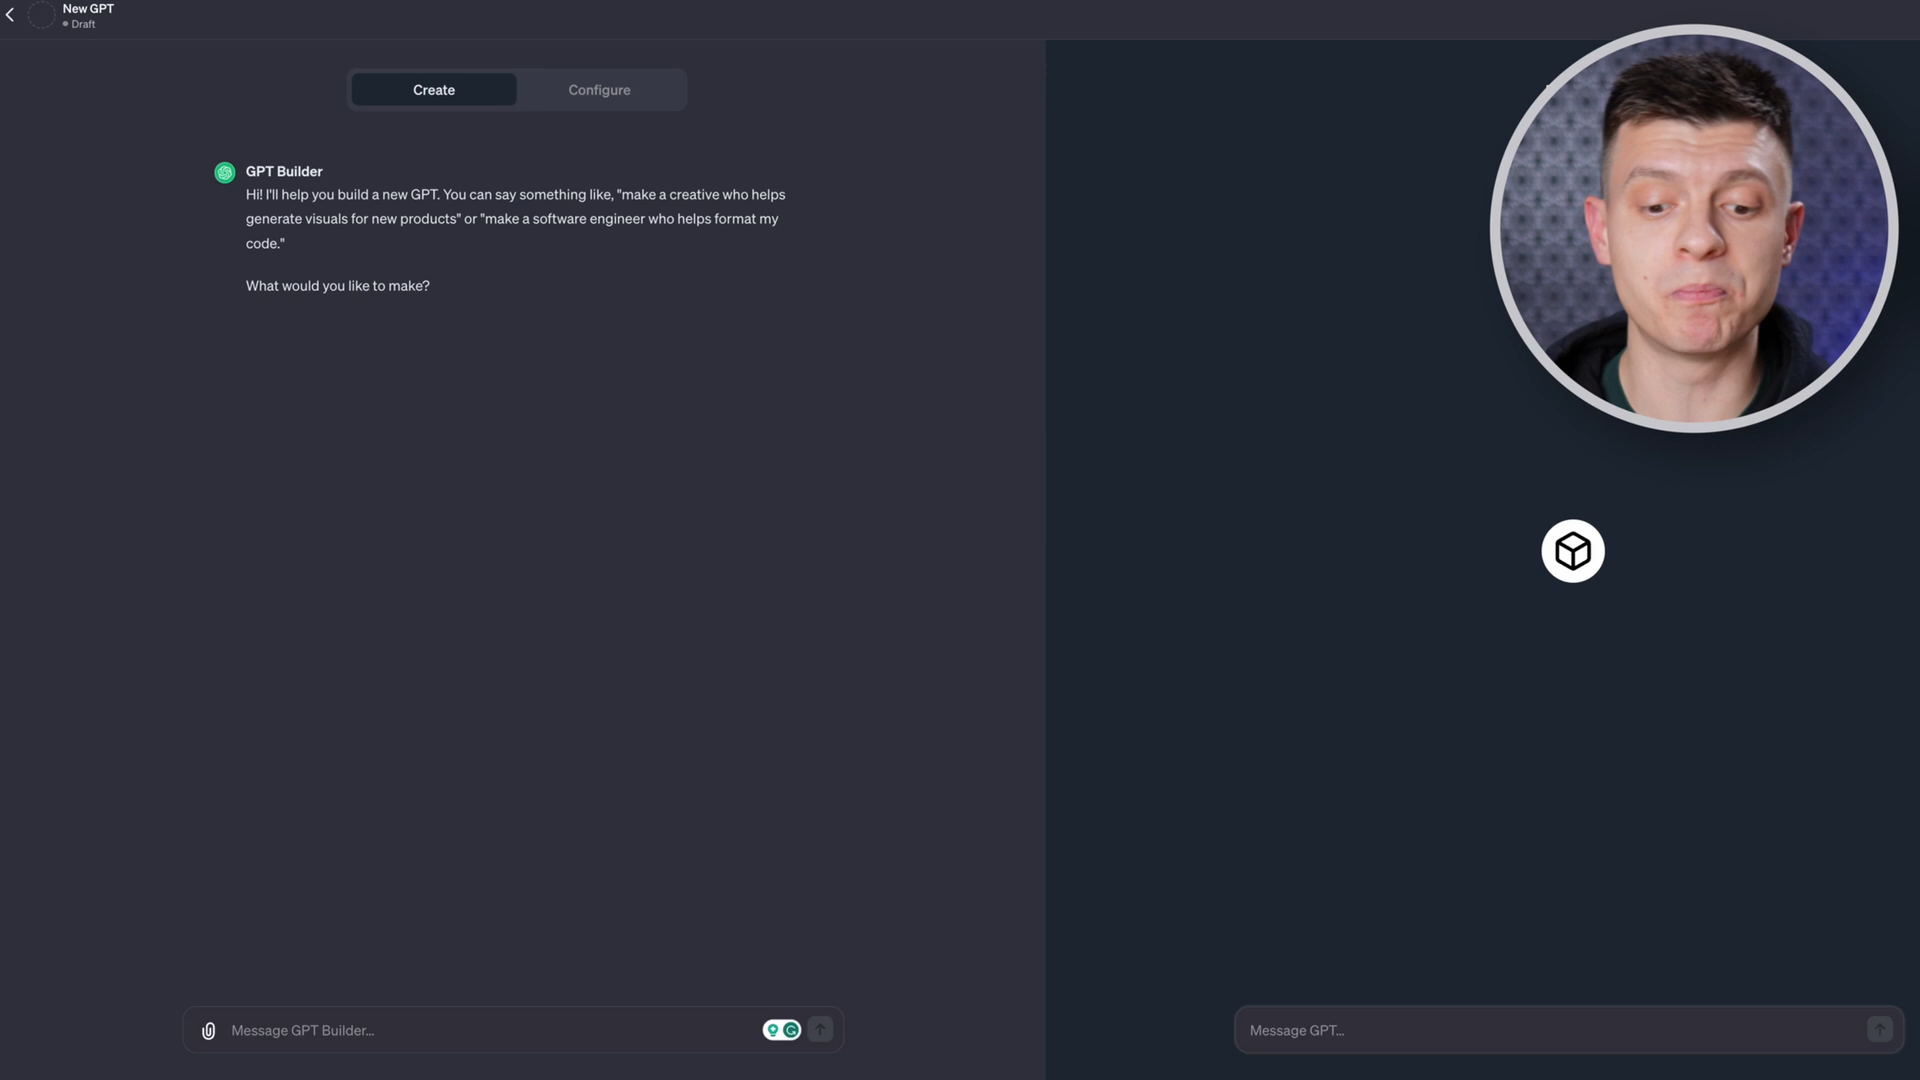 New GPT
Draft
Create
Configure
GPT Builder
Hi! I'll help you build a new GPT. You can say something like, "make a creative who helps
generate visuals for new products" or "make a software engineer who helps format my
code."
What would you like to make?
Message GPT Builder...
Message GPT...